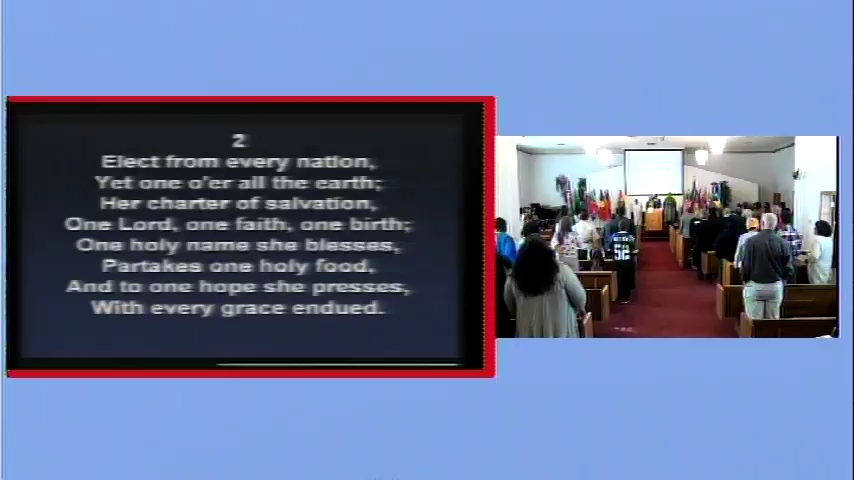 2
Elect from every nation,
Yet one o'er all the earth;
Her charter of salvation,
One Lord, one faith, one birth;
One holy name she blesses,
Partakes one holy food,
And to one hope she presses,
With every grace endued.
52